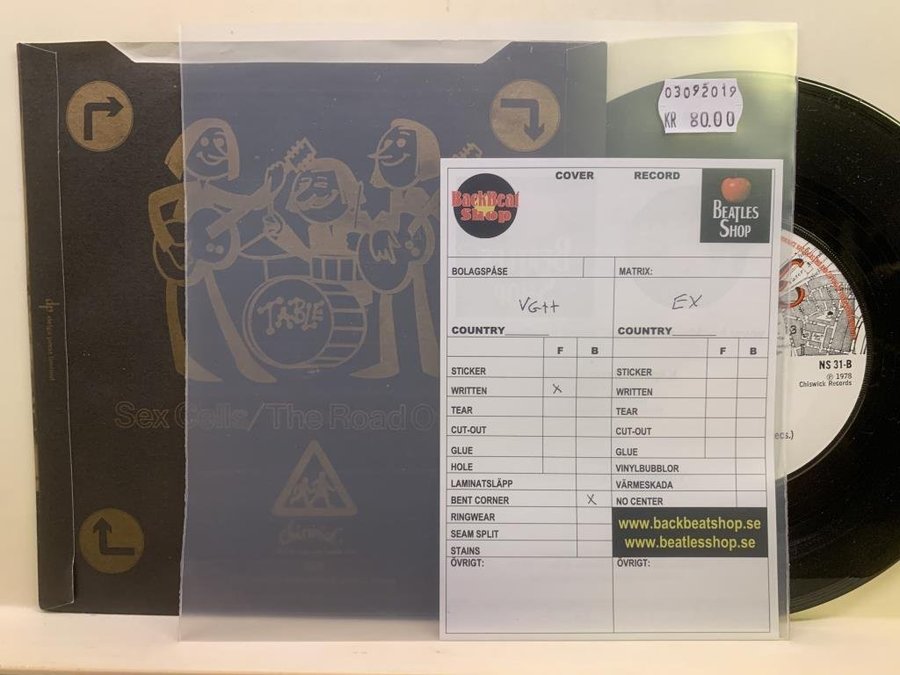 03092019
KR 80.00
COVER RECORD
BackBeat Shop
BEATLES
SHOP
BOLAGSPÅSE MATRIX:
VG++ EX
COUNTRY COUNTRY
F B F B
STICKER STICKER
WRITTEN X WRITTEN
TEAR TEAR
CUT-OUT CUT-OUT
GLUE GLUE
HOLE VINYLBUBBLOR
LAMINATSLÄPP VÄRMESKADA
BENT CORNER X NO CENTER
RINGWEAR
SEAM SPLIT
STAINS
ÖVRIGT: ÖVRIGT:
www.backbeatshop.se
www.beatlesshop.se
TABLE
Sex Cells/The Road O
Chiswick
NS 31-B
℗ 1978
Chiswick Records